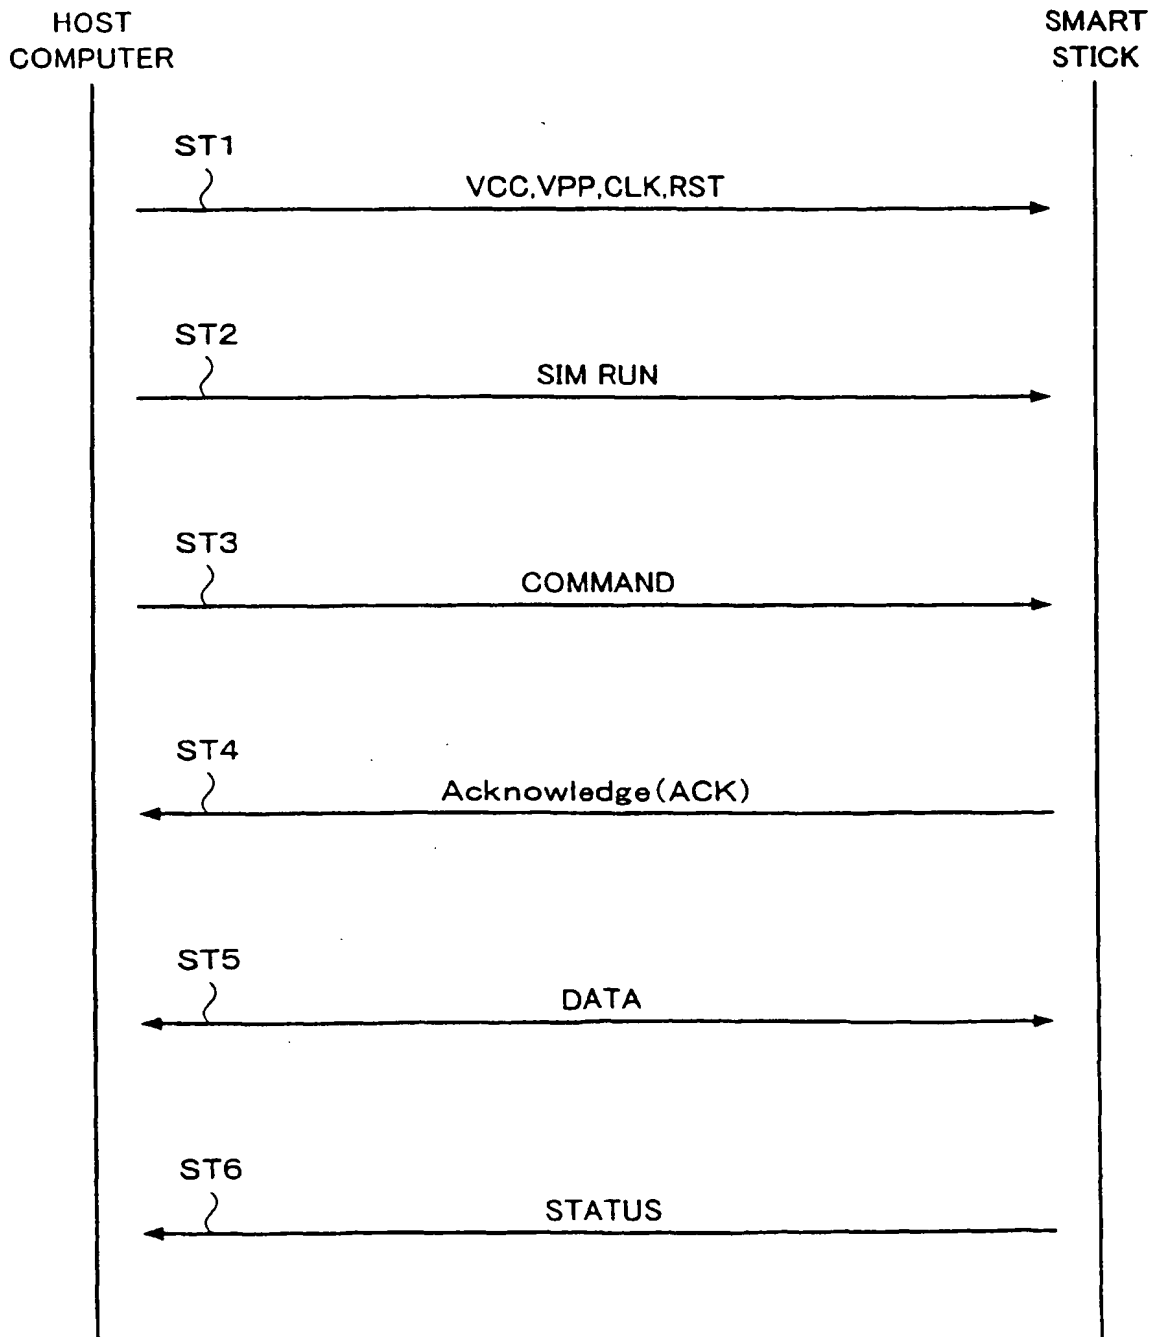 HOST
COMPUTER
SMART
STICK
ST1
VCC,VPP,CLK,RST
ST2
SIM RUN
ST3
COMMAND
ST4
Acknowledge(ACK)
ST5
DATA
ST6
STATUS